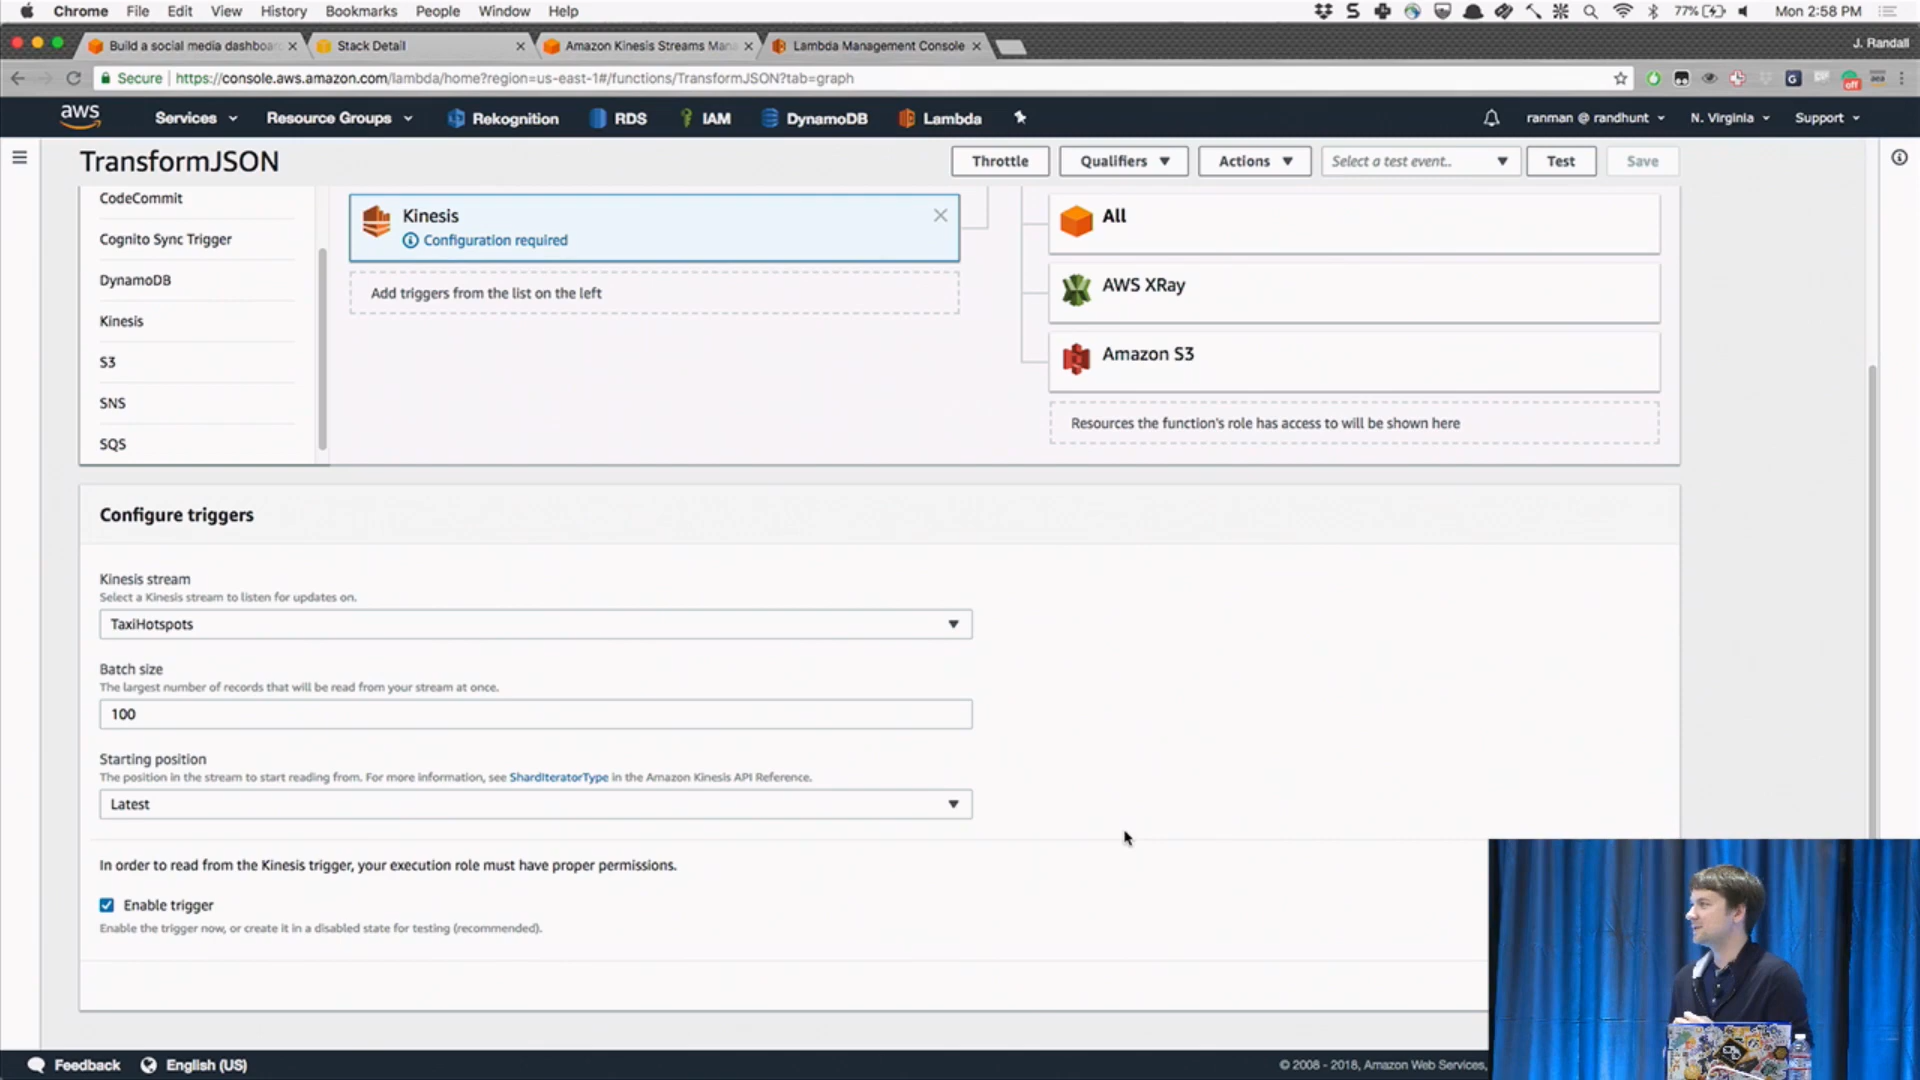 Chrome File Edit View History Bookmarks People Window Help 77% Mon 2:58 PM
Build a social media dashboar Stack Detail Amazon Kinesis Streams Man Lambda Management Console J. Randall
Secure https://console.aws.amazon.com/lambda/home?region=us-east-1#/functions/TransformJSON?tab=graph
aws Services Resource Groups Rekognition RDS IAM DynamoDB Lambda ranman @ randhunt N. Virginia Support
TransformJSON Throttle Qualifiers Actions Select a test event.. Test Save
CodeCommit
Cognito Sync Trigger
DynamoDB
Kinesis
S3
SNS
SQS
Kinesis
Configuration required
Add triggers from the list on the left
All
AWS XRay
Amazon S3
Resources the function's role has access to will be shown here
Configure triggers
Kinesis stream
Select a Kinesis stream to listen for updates on.
TaxiHotspots
Batch size
The largest number of records that will be read from your stream at once.
100
Starting position
The position in the stream to start reading from. For more information, see ShardIteratorType in the Amazon Kinesis API Reference.
Latest
In order to read from the Kinesis trigger, your execution role must have proper permissions.
Enable trigger
Enable the trigger now, or create it in a disabled state for testing (recommended).
Feedback English (US) © 2008 - 2018, Amazon Web Services,